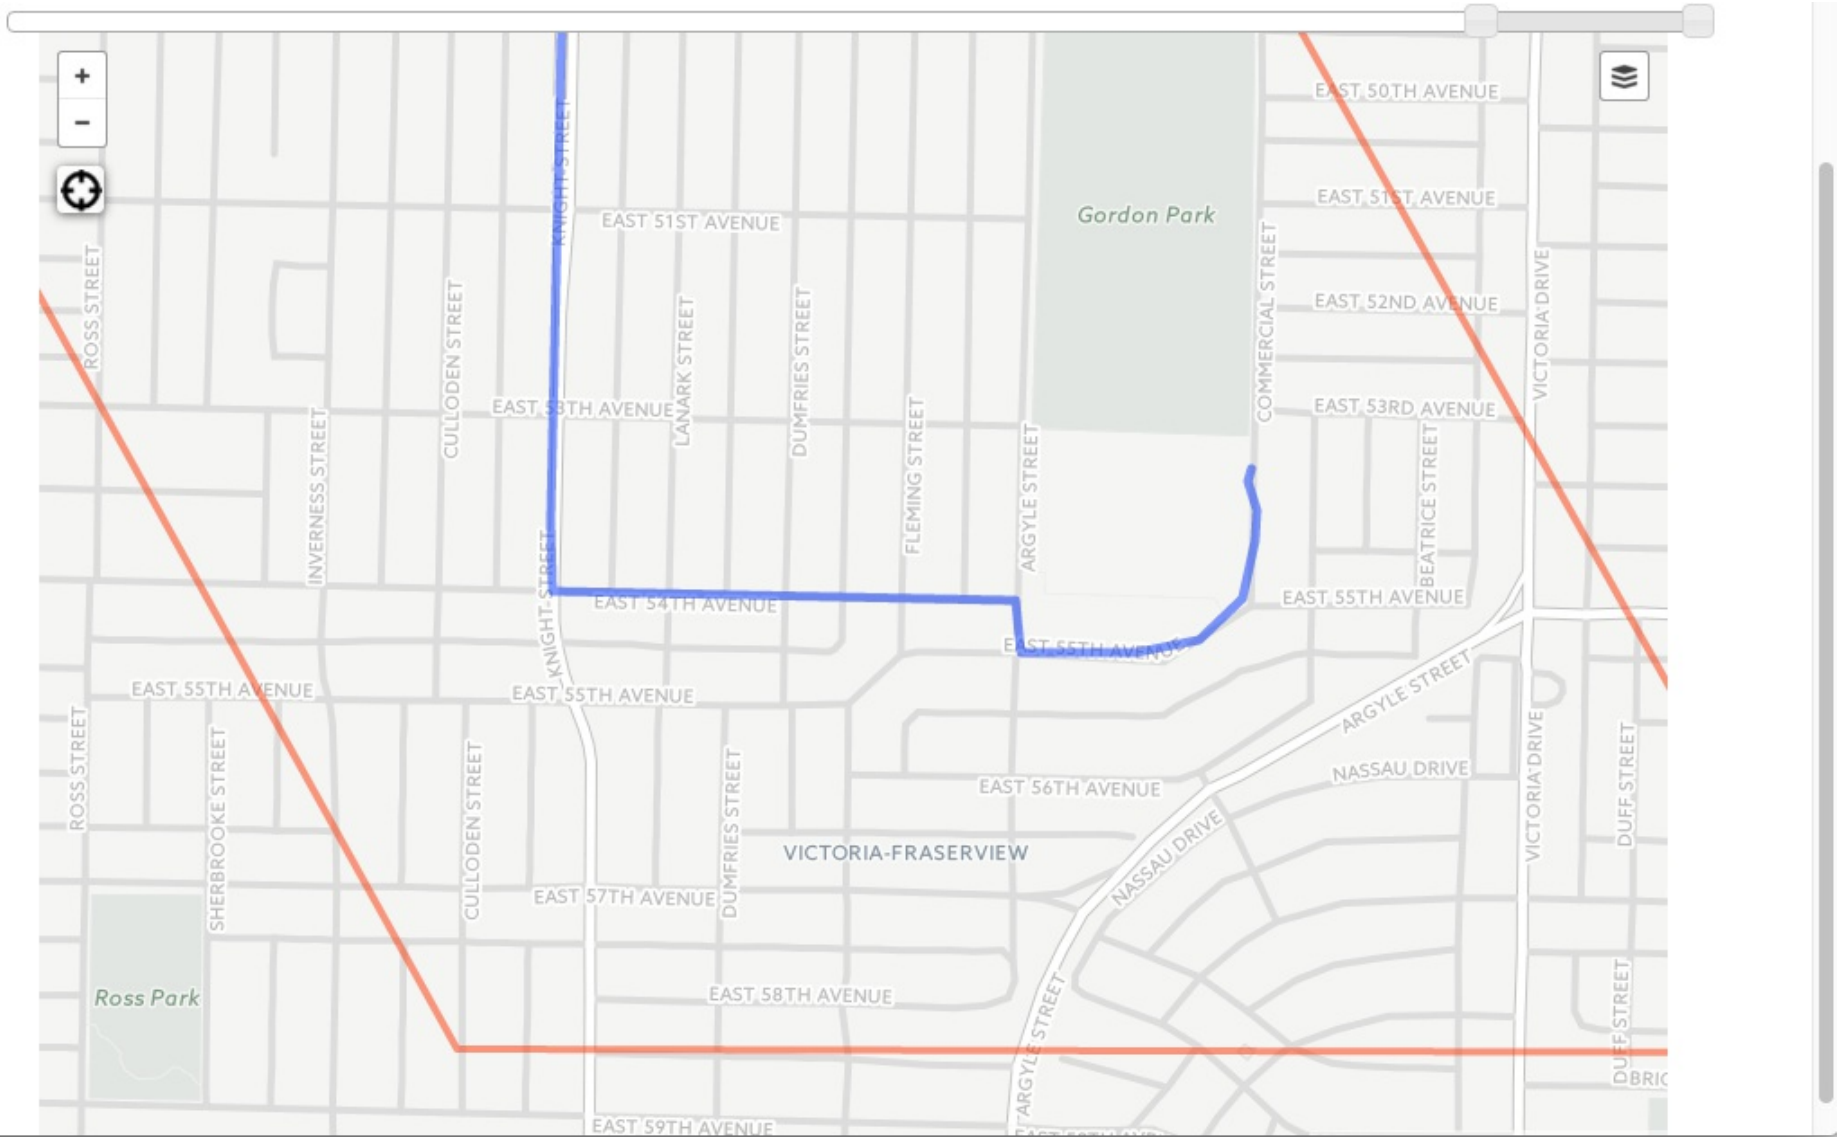 +
EAST 50TH AVENUE
−
KNIGHT-STREET
EAST 51ST AVENUE
Gordon Park
EAST 51ST AVENUE
ROSS STREET
CULLODEN STREET
LANARK STREET
DUMFRIES STREET
COMMERCIAL STREET
EAST 52ND AVENUE
VICTORIA DRIVE
EAST 53TH AVENUE
EAST 53RD AVENUE
INVERNESS STREET
FLEMING STREET
ARGYLE STREET
BEATRICE STREET
KNIGHT-STREET
EAST 54TH AVENUE
EAST 55TH AVENUE
EAST 55TH AVENUE
EAST 55TH AVENUE
EAST 55TH AVENUE
ARGYLE STREET
ROSS STREET
SHERBROOKE STREET
CULLODEN STREET
DUMFRIES STREET
EAST 56TH AVENUE
NASSAU DRIVE
VICTORIA DRIVE
DUFF STREET
VICTORIA-FRASERVIEW
NASSAU DRIVE
EAST 57TH AVENUE
Ross Park
EAST 58TH AVENUE
ARGYLE STREET
DUFF STREET
BRIG
EAST 59TH AVENUE